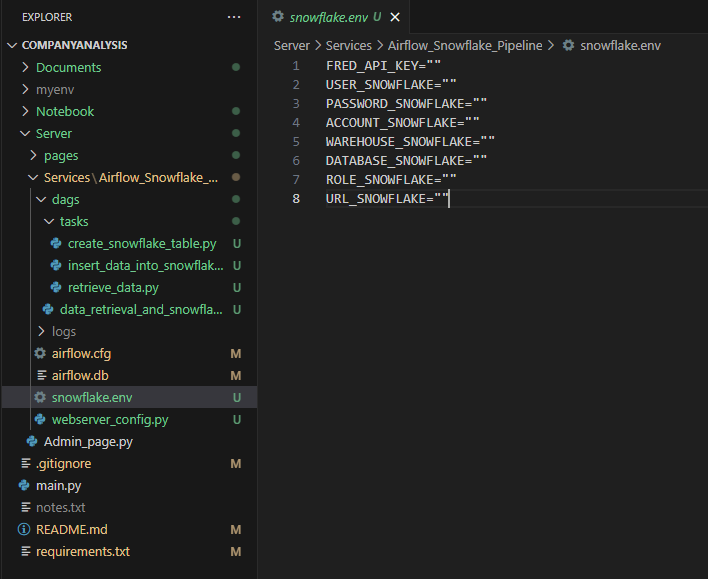 EXPLORER
...
COMPANYANALYSIS
Documents
myenv
Notebook
Server
pages
Services\Airflow_Snowflake_...
dags
tasks
create_snowflake_table.py U
insert_data_into_snowflak... U
retrieve_data.py U
data_retrieval_and_snowfla... U
logs
airflow.cfg M
airflow.db M
snowflake.env U
webserver_config.py U
Admin_page.py
.gitignore M
main.py
notes.txt
README.md M
requirements.txt M
snowflake.env U
Server > Services > Airflow_Snowflake_Pipeline > snowflake.env
1 FRED_API_KEY=""
2 USER_SNOWFLAKE=""
3 PASSWORD_SNOWFLAKE=""
4 ACCOUNT_SNOWFLAKE=""
5 WAREHOUSE_SNOWFLAKE=""
6 DATABASE_SNOWFLAKE=""
7 ROLE_SNOWFLAKE=""
8 URL_SNOWFLAKE=""